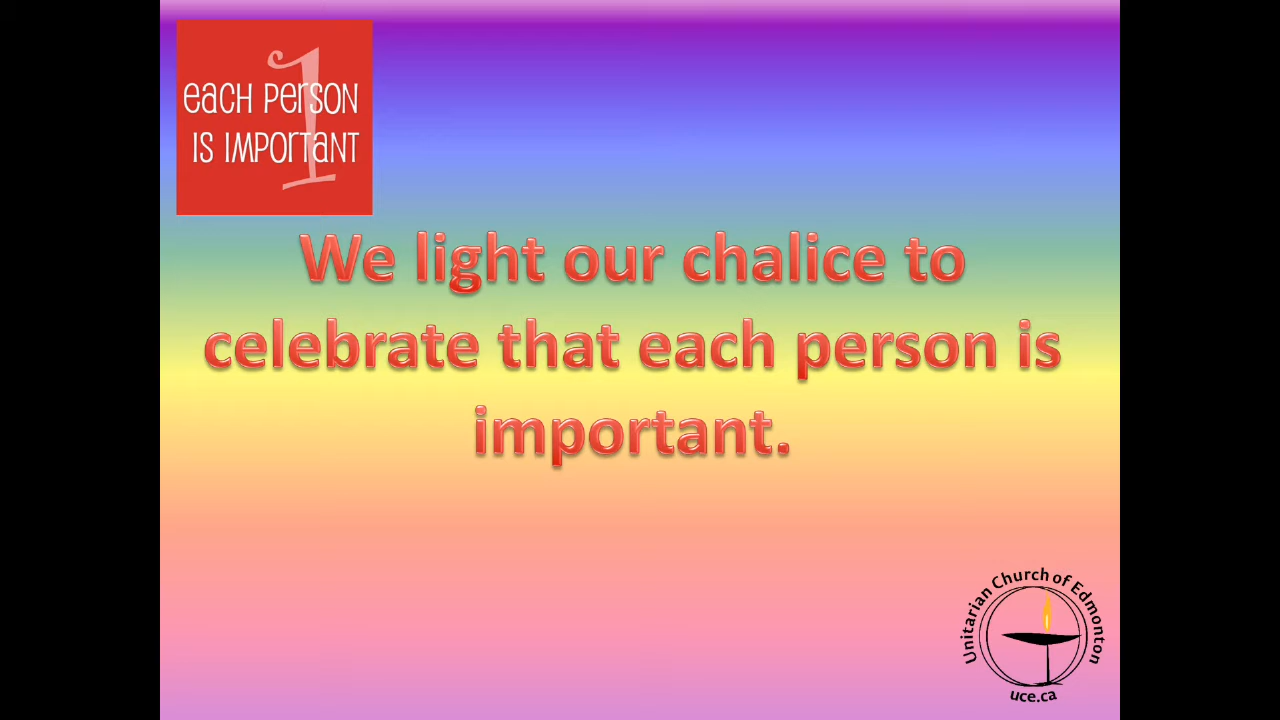 1
each person
is important
We light our chalice to
celebrate that each person is
important.
Unitarian Church of Edmonton
uce.ca